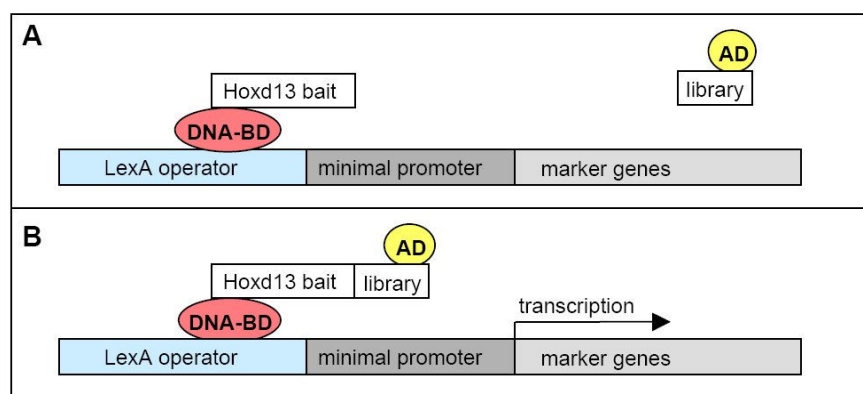 A
AD
Hoxd13 bait
library
DNA-BD
LexA operator minimal promoter marker genes
B
AD
Hoxd13 bait library
transcription
DNA-BD
LexA operator minimal promoter marker genes